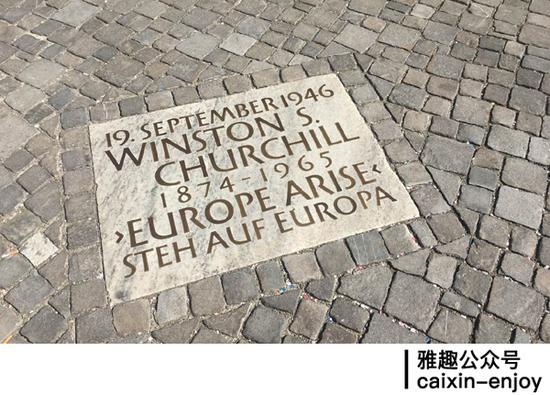 19. SEPTEMBER 1946
WINSTON S.
CHURCHILL
1874-1965
›EUROPE ARISE‹
STEH AUF EUROPA
雅趣公众号
caixin-enjoy